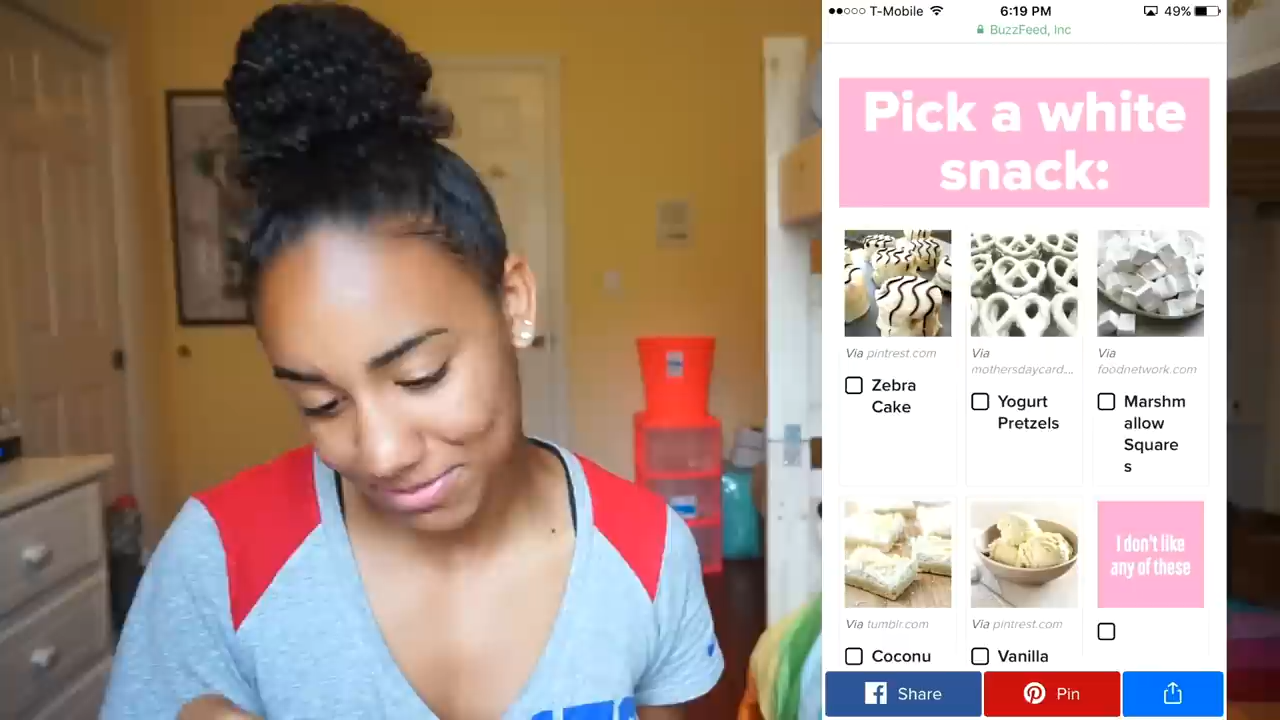 T-Mobile
6:19 PM
49%
BuzzFeed, Inc
Pick a white
snack:
Via pintrest.com
Zebra
Cake
Via
mothersdaycard....
Yogurt
Pretzels
Via
foodnetwork.com
Marshm
allow
Square
s
Via tumblr.com
Coconu
Via pintrest.com
Vanilla
I don't like
any of these
Share
Pin